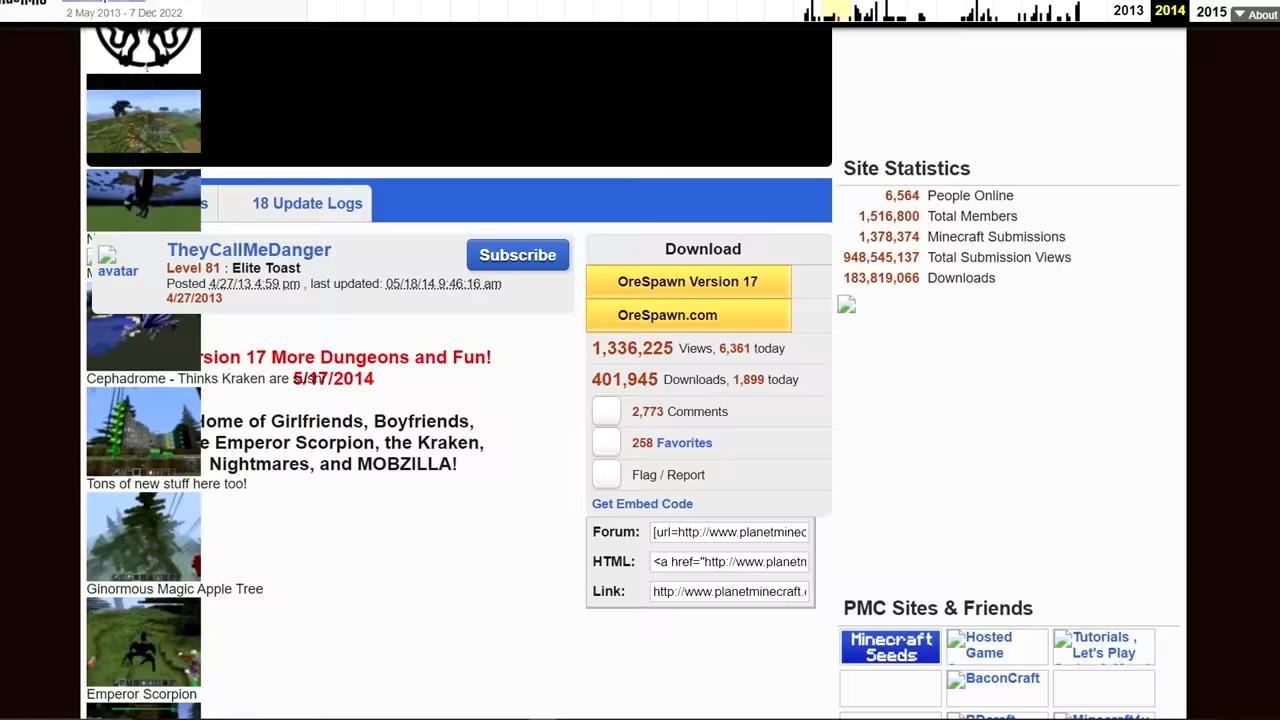 2 May 2013 - 7 Dec 2022
2013 2014 2015 About
18 Update Logs
TheyCallMeDanger
Subscribe
avatar
Level 81 : Elite Toast
Posted 4/27/13 4:59 pm , last updated: 05/18/14 9:46:16 am
4/27/2013
rsion 17 More Dungeons and Fun!
5/17/2014
Cephadrome - Thinks Kraken are
Home of Girlfriends, Boyfriends,
e Emperor Scorpion, the Kraken,
Nightmares, and MOBZILLA!
Tons of new stuff here too!
Ginormous Magic Apple Tree
Emperor Scorpion
Download
OreSpawn Version 17
OreSpawn.com
1,336,225 Views, 6,361 today
401,945 Downloads, 1,899 today
2,773 Comments
258 Favorites
Flag / Report
Get Embed Code
Forum: [url=http://www.planetminec
HTML: <a href="http://www.planetm
Link: http://www.planetminecraft.c
Site Statistics
6,564 People Online
1,516,800 Total Members
1,378,374 Minecraft Submissions
948,545,137 Total Submission Views
183,819,066 Downloads
PMC Sites & Friends
Minecraft Seeds
Hosted Game
Tutorials , Let's Play
BaconCraft